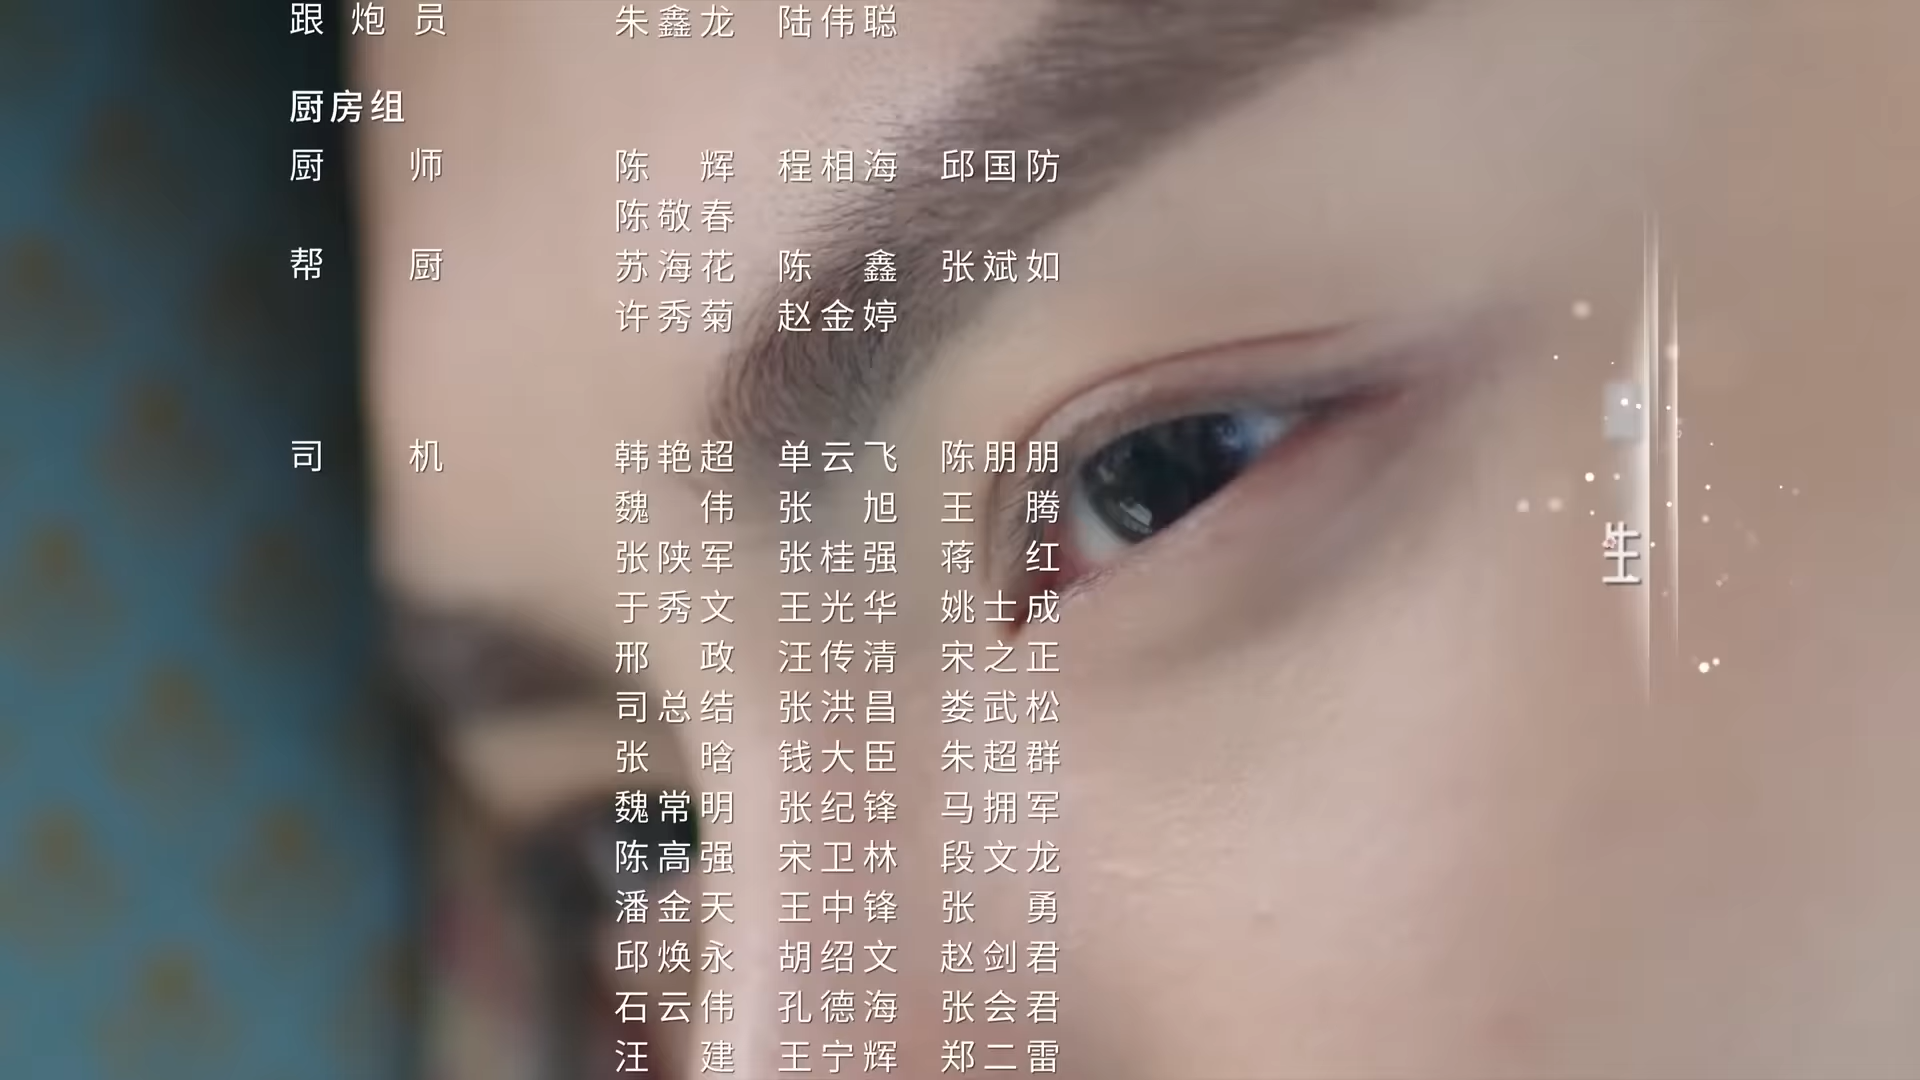 跟炮员 朱鑫龙 陆伟聪
厨房组
厨师 陈辉 程相海 邱国防
陈敬春
帮厨 苏海花 陈鑫 张斌如
许秀菊 赵金婷
司机 韩艳超 单云飞 陈朋朋
魏伟 张旭 王腾
张陕军 张桂强 蒋红
于秀文 王光华 姚士成
邢政 汪传清 宋之正
司总结 张洪昌 娄武松
张晗 钱大臣 朱超群
魏常明 张纪锋 马拥军
陈高强 宋卫林 段文龙
潘金天 王中锋 张勇
邱焕永 胡绍文 赵剑君
石云伟 孔德海 张会君
汪建 王宁辉 郑二雷
生